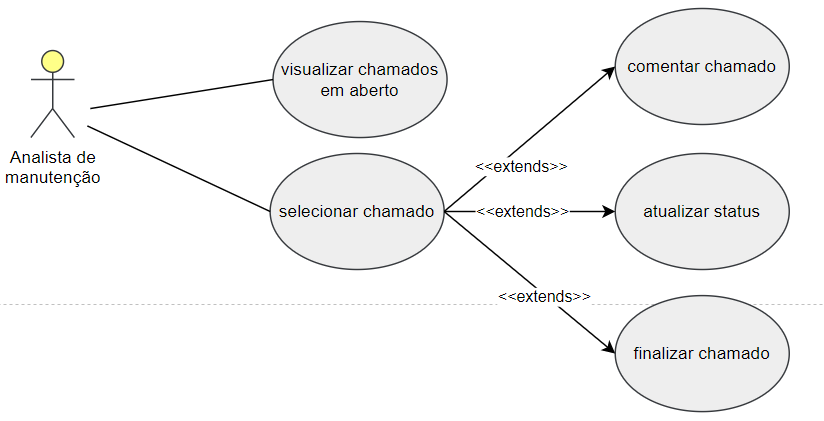 visualizar chamados
em aberto
comentar chamado
Analista de
manutenção
<<extends>>
selecionar chamado
<<extends>>
atualizar status
<<extends>>
finalizar chamado